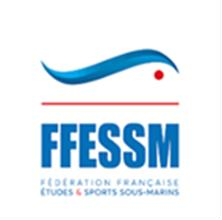 FFESSM
FÉDÉRATION FRANÇAISE
ÉTUDES & SPORTS SOUS-MARINS